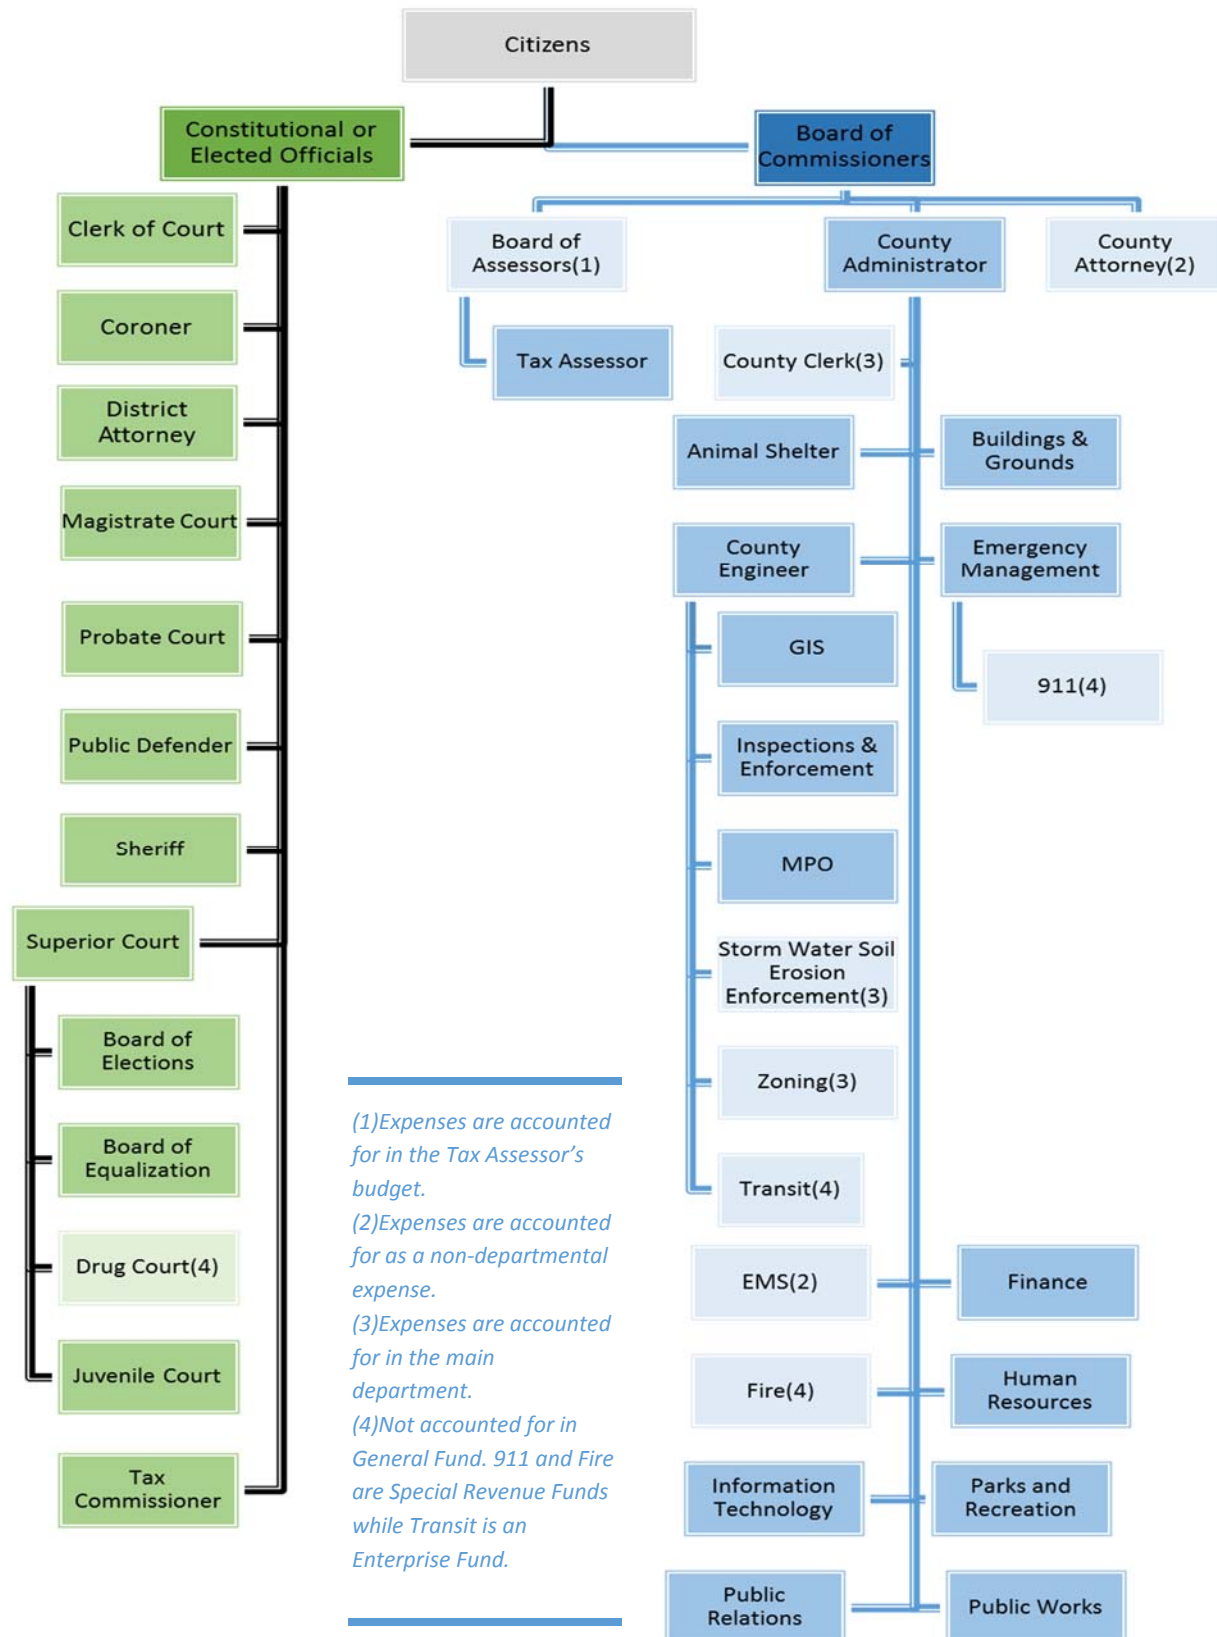 Citizens
Constitutional or
Elected Officials
Board of
Commissioners
Clerk of Court
Coroner
District
Attorney
Magistrate Court
Probate Court
Public Defender
Sheriff
Superior Court
Board of
Elections
Board of
Equalization
Drug Court(4)
Juvenile Court
Tax
Commissioner
Board of
Assessors(1)
County
Administrator
County
Attorney(2)
Tax Assessor
County Clerk(3)
Animal Shelter
Buildings &
Grounds
County
Engineer
Emergency
Management
GIS
911(4)
Inspections &
Enforcement
MPO
Storm Water Soil
Erosion
Enforcement(3)
Zoning(3)
Transit(4)
EMS(2)
Finance
Fire(4)
Human
Resources
Information
Technology
Parks and
Recreation
Public
Relations
Public Works
(1)Expenses are accounted
for in the Tax Assessor’s
budget.
(2)Expenses are accounted
for as a non-departmental
expense.
(3)Expenses are accounted
for in the main
department.
(4)Not accounted for in
General Fund. 911 and Fire
are Special Revenue Funds
while Transit is an
Enterprise Fund.